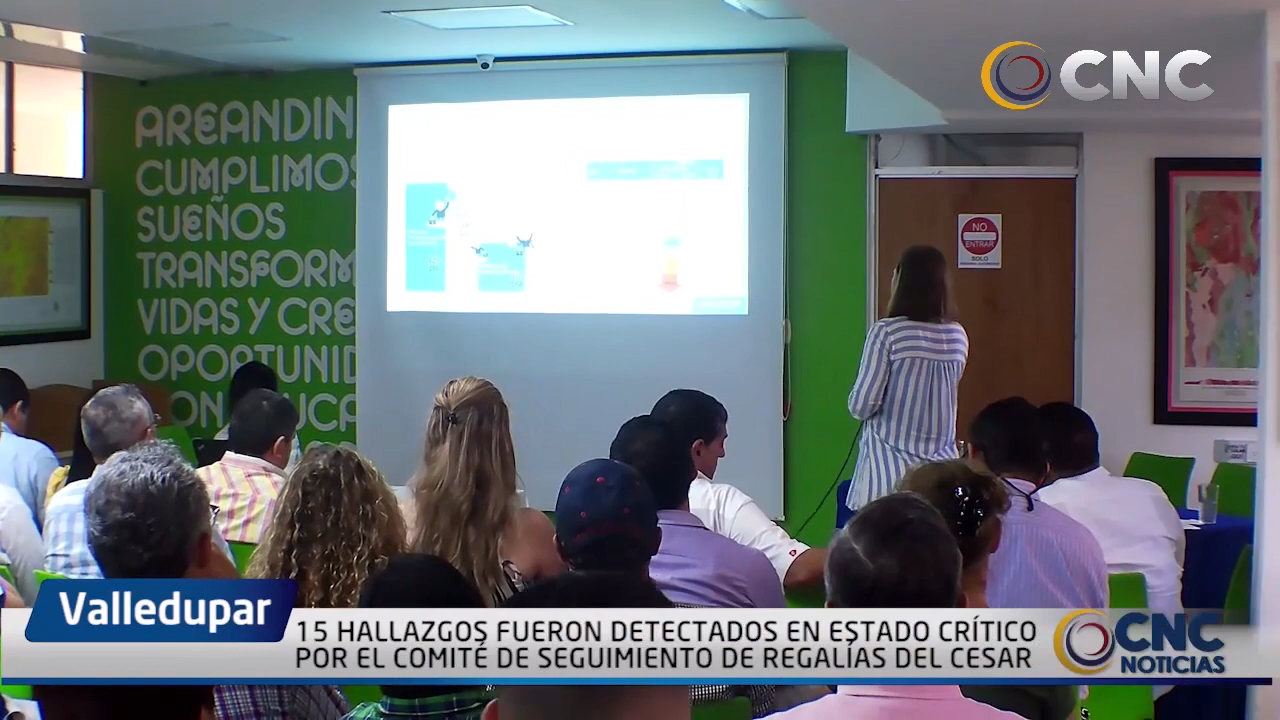 CNC
AREANDIN
CUMPLIMOS
SUEÑOS
TRANSFORM
VIDAS Y CRE
OPORTUNID
NO
ENTRAR
SOLO
Valledupar
15 HALLAZGOS FUERON DETECTADOS EN ESTADO CRÍTICO
POR EL COMITÉ DE SEGUIMIENTO DE REGALÍAS DEL CESAR
CNC
NOTICIAS